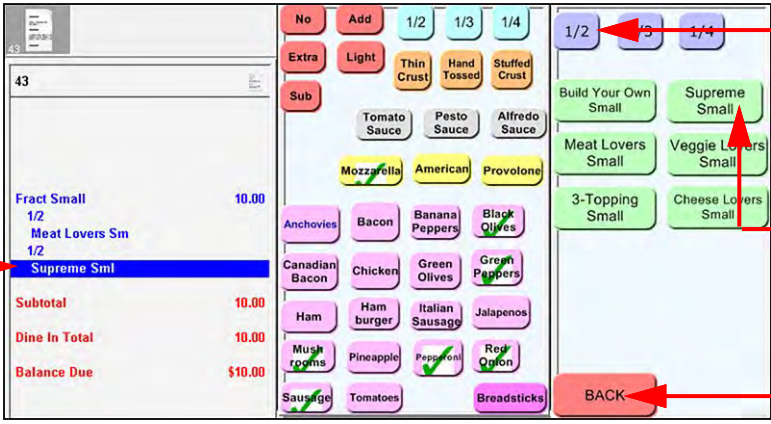 43
43
Fract Small 10.00
1/2
Meat Lovers Sm
1/2
Supreme Sml
Subtotal 10.00
Dine In Total 10.00
Balance Due $10.00
No Add 1/2 1/3 1/4
Extra Light Thin Crust Hand Tossed Stuffed Crust
Sub
Tomato Sauce Pesto Sauce Alfredo Sauce
Mozzarella American Provolone
Anchovies Bacon Banana Peppers Black Olives
Canadian Bacon Chicken Green Olives Green Peppers
Ham Ham burger Italian Sausage Jalapenos
Mush rooms Pineapple Pepperoni Red Onion
Sausage Tomatoes Breadsticks
1/2 1/3 1/4
Build Your Own Small Supreme Small
Meat Lovers Small Veggie Lovers Small
3-Topping Small Cheese Lovers Small
BACK